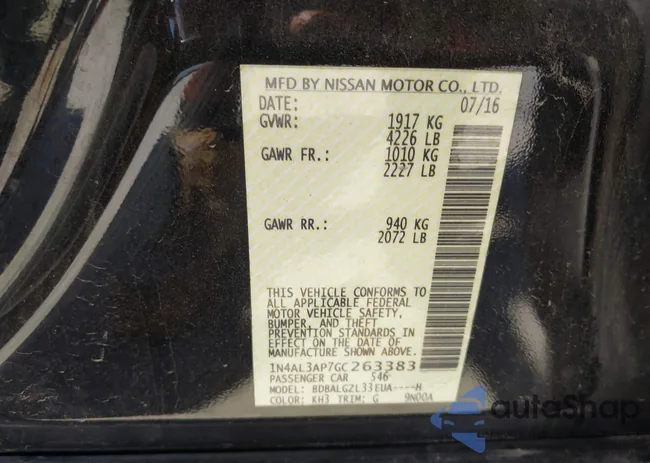 MFD BY NISSAN MOTOR CO., LTD.
DATE: 07/16
GVWR: 1917 KG
4226 LB
GAWR FR.: 1010 KG
2227 LB
GAWR RR.: 940 KG
2072 LB
THIS VEHICLE CONFORMS TO
ALL APPLICABLE FEDERAL
MOTOR VEHICLE SAFETY,
BUMPER, AND THEFT
PREVENTION STANDARDS IN
EFFECT ON THE DATE OF
MANUFACTURE SHOWN ABOVE.
1N4AL3AP7GC263383
PASSENGER CAR 546
MODEL: BDBALGZL33EUA----H
COLOR: KH3 TRIM: G 9N00A
autoShop